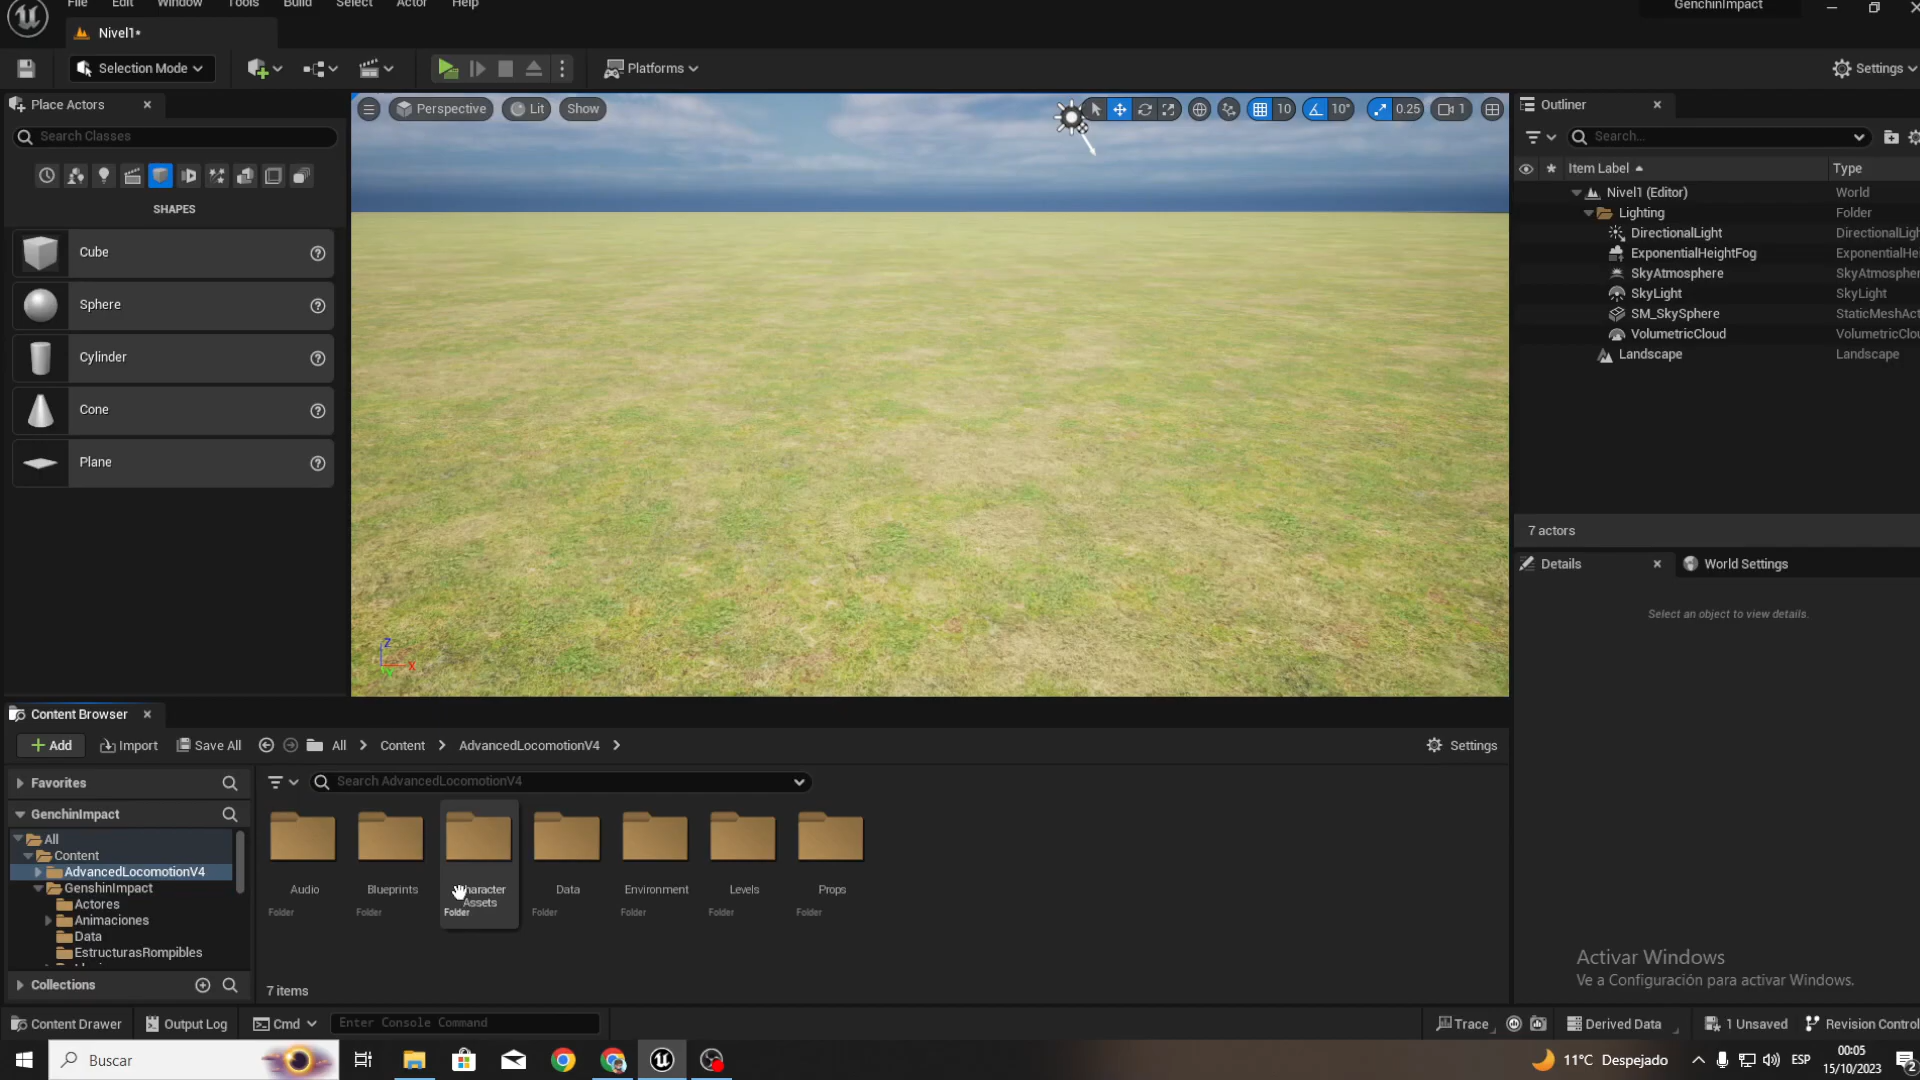 File Edit Window Tools Build Select Actor Help
GenchinImpact
Nivel1*
Selection Mode
Platforms
Settings
Place Actors
Search Classes
SHAPES
Cube
Sphere
Cylinder
Cone
Plane
Perspective
Lit
Show
10
10°
0.25
1
Z
X
Outliner
Search...
Item Label
Type
Nivel1 (Editor)
World
Lighting
Folder
DirectionalLight
DirectionalLigh
ExponentialHeightFog
ExponentialHe
SkyAtmosphere
SkyAtmospher
SkyLight
SkyLight
SM_SkySphere
StaticMeshAct
VolumetricCloud
VolumetricClou
Landscape
Landscape
7 actors
Details
World Settings
Select an object to view details.
Content Browser
Add
Import
Save All
All
Content
AdvancedLocomotionV4
Settings
Favorites
Search AdvancedLocomotionV4
GenchinImpact
All
Content
AdvancedLocomotionV4
GenshinImpact
Actores
Animaciones
Data
EstructurasRompibles
Collections
Audio
Folder
Blueprints
Folder
Character
Assets
Folder
Data
Folder
Environment
Folder
Levels
Folder
Props
Folder
7 items
Activar Windows
Ve a Configuración para activar Windows.
Content Drawer
Output Log
Cmd
Enter Console Command
Trace
Derived Data
1 Unsaved
Revision Control
Buscar
11°C Despejado
ESP
00:05
15/10/2023
2